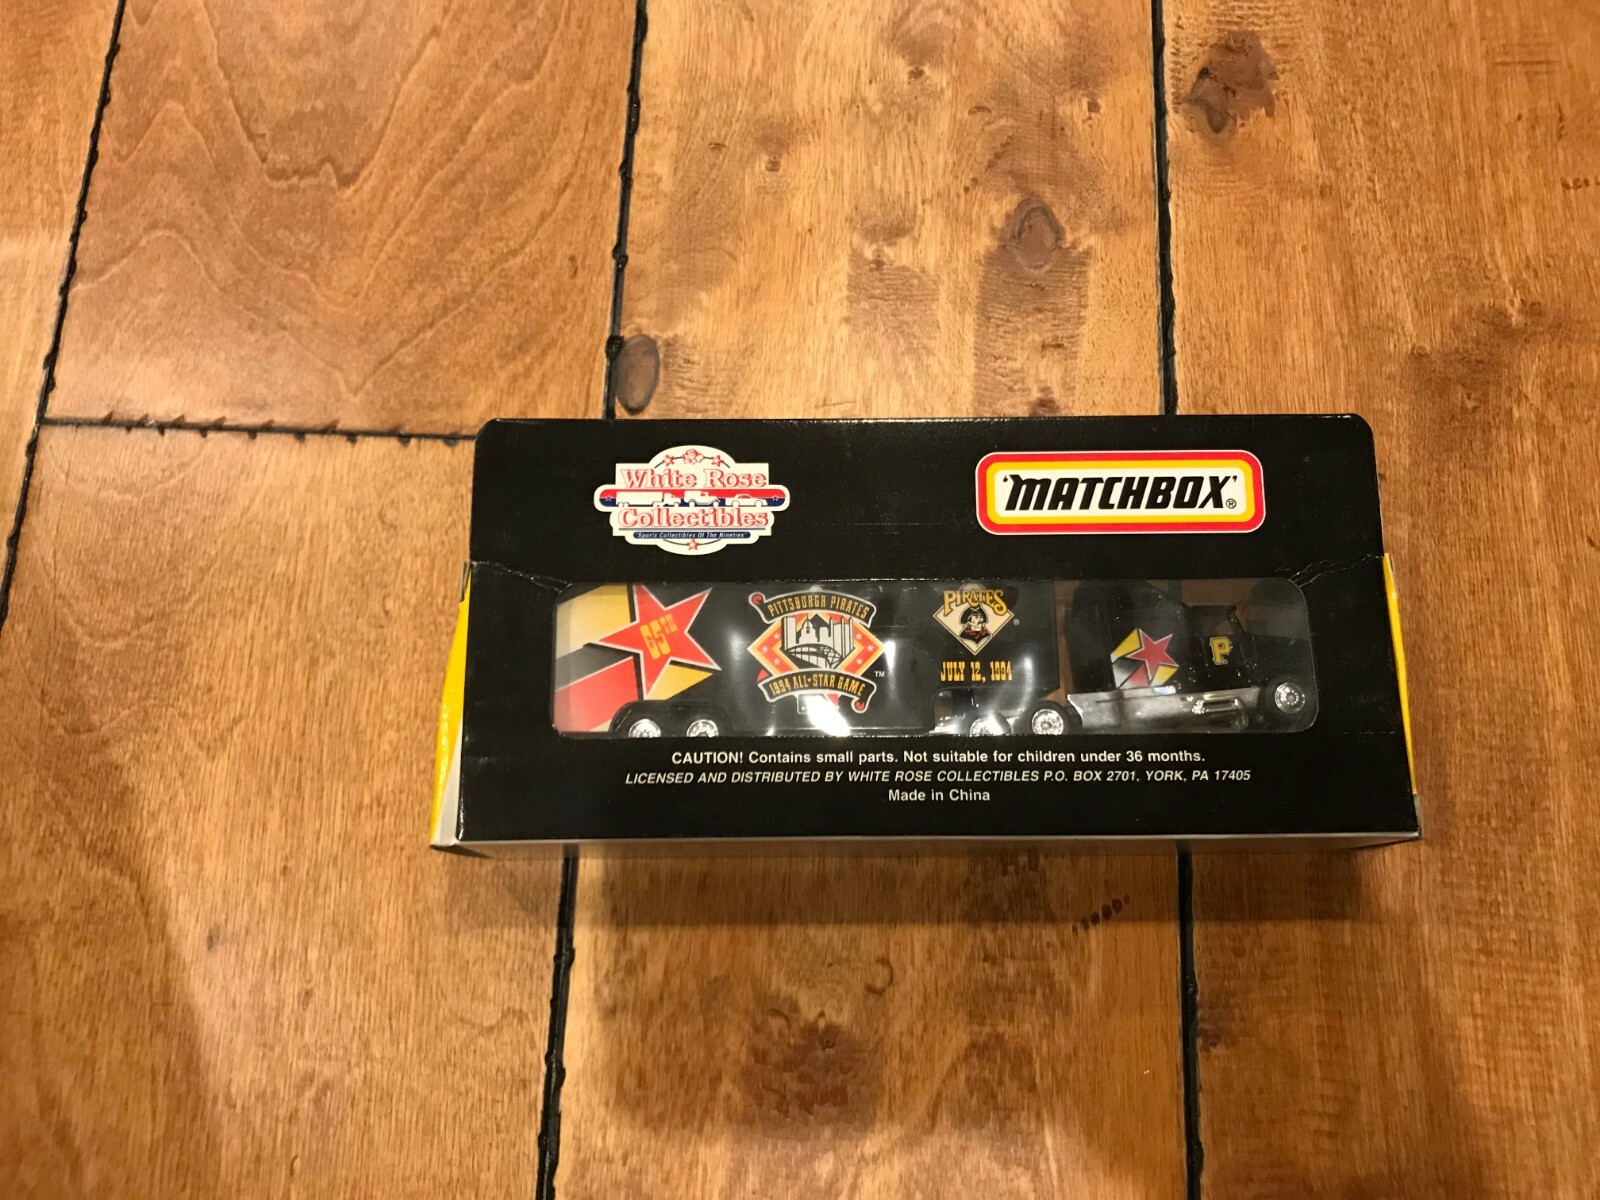 White Rose
Collectibles
"Sports Collectibles Of The Nineties"
'MATCHBOX'®
65TH
PITTSBURGH PIRATES
1994 ALL★STAR GAME
™
PIRATES
®
JULY 12, 1994
P
CAUTION! Contains small parts. Not suitable for children under 36 months.
LICENSED AND DISTRIBUTED BY WHITE ROSE COLLECTIBLES P.O. BOX 2701, YORK, PA 17405
Made in China